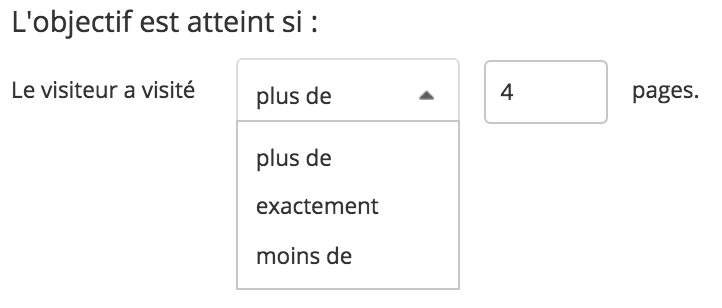 L'objectif est atteint si :
Le visiteur a visité plus de 4 pages.
plus de
exactement
moins de